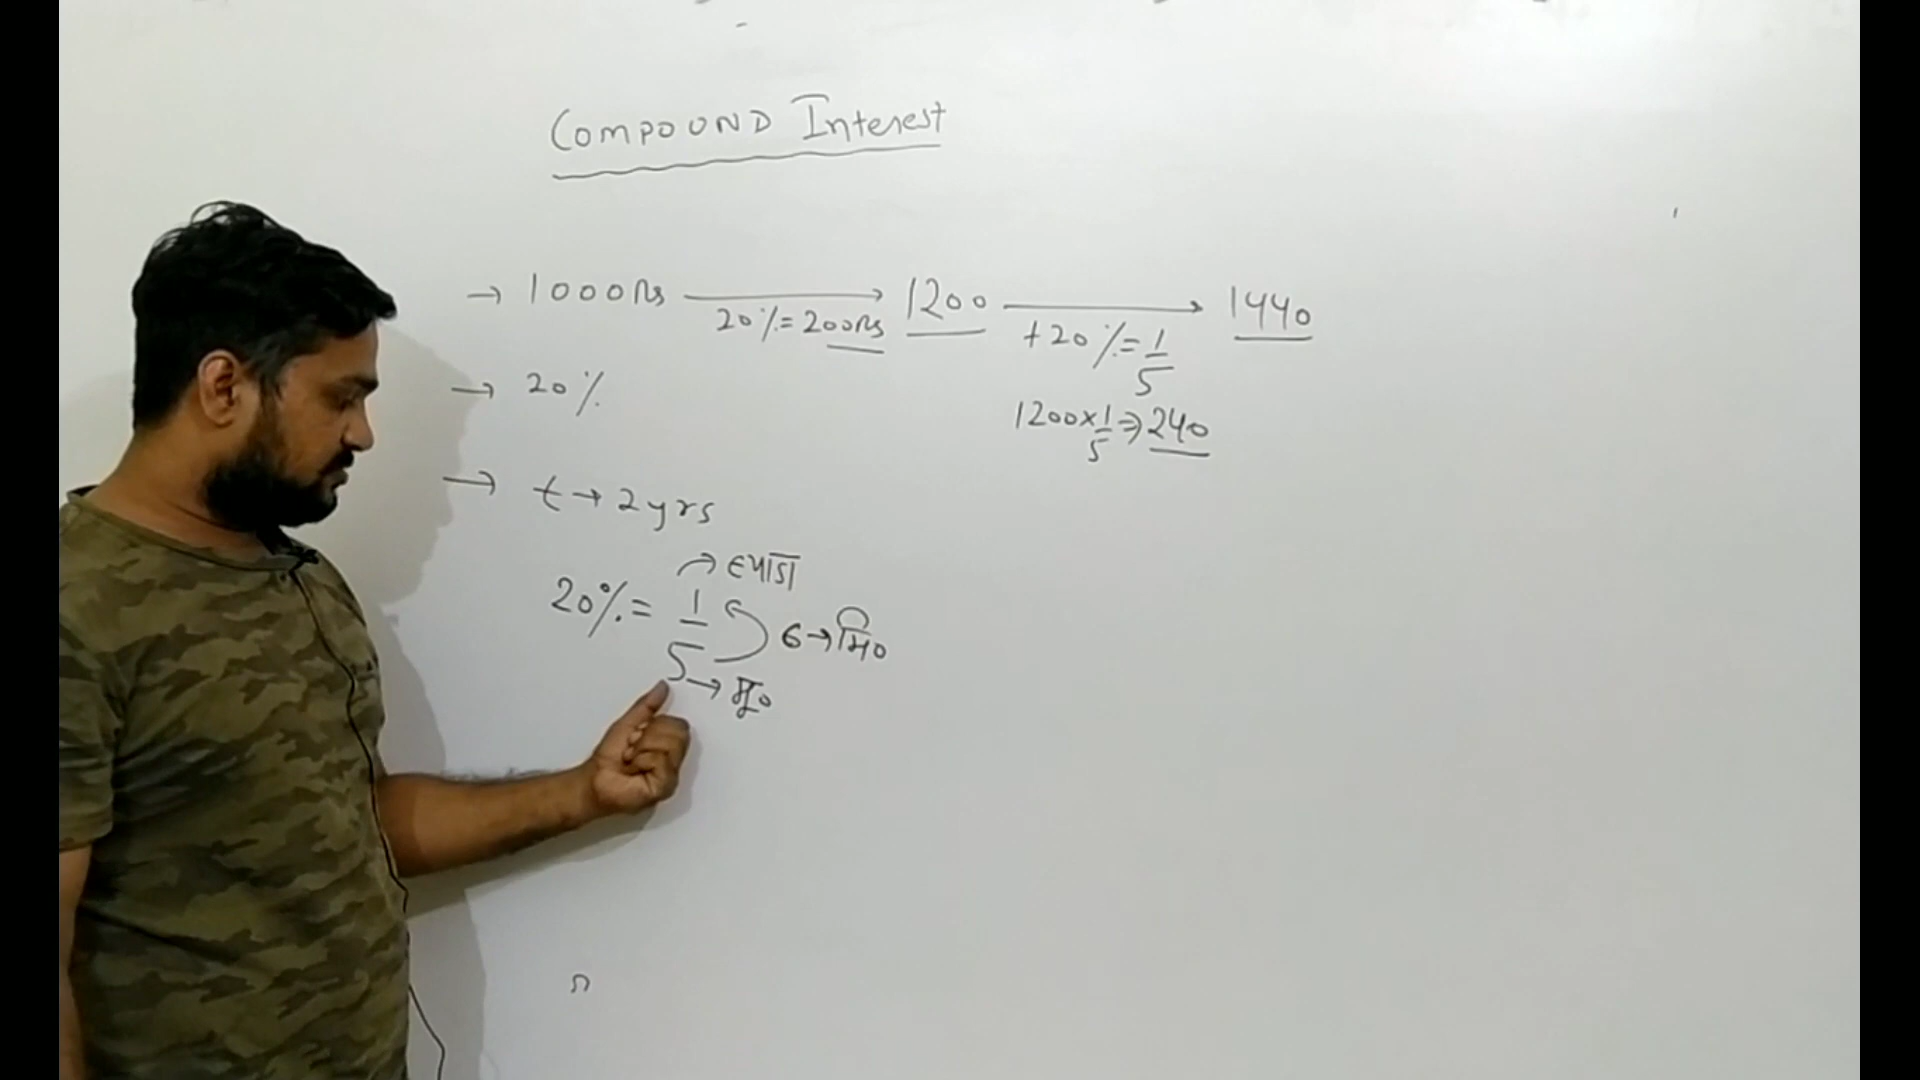 COMPOUND Interest
→ 1000Rs → 1200 → 1440
20%=200Rs
+20%=1/5
→ 20%
1200×1/5⇒240
→ t→2yrs
→ ब्याज
20%=1/5 6→मि०
→ मू०